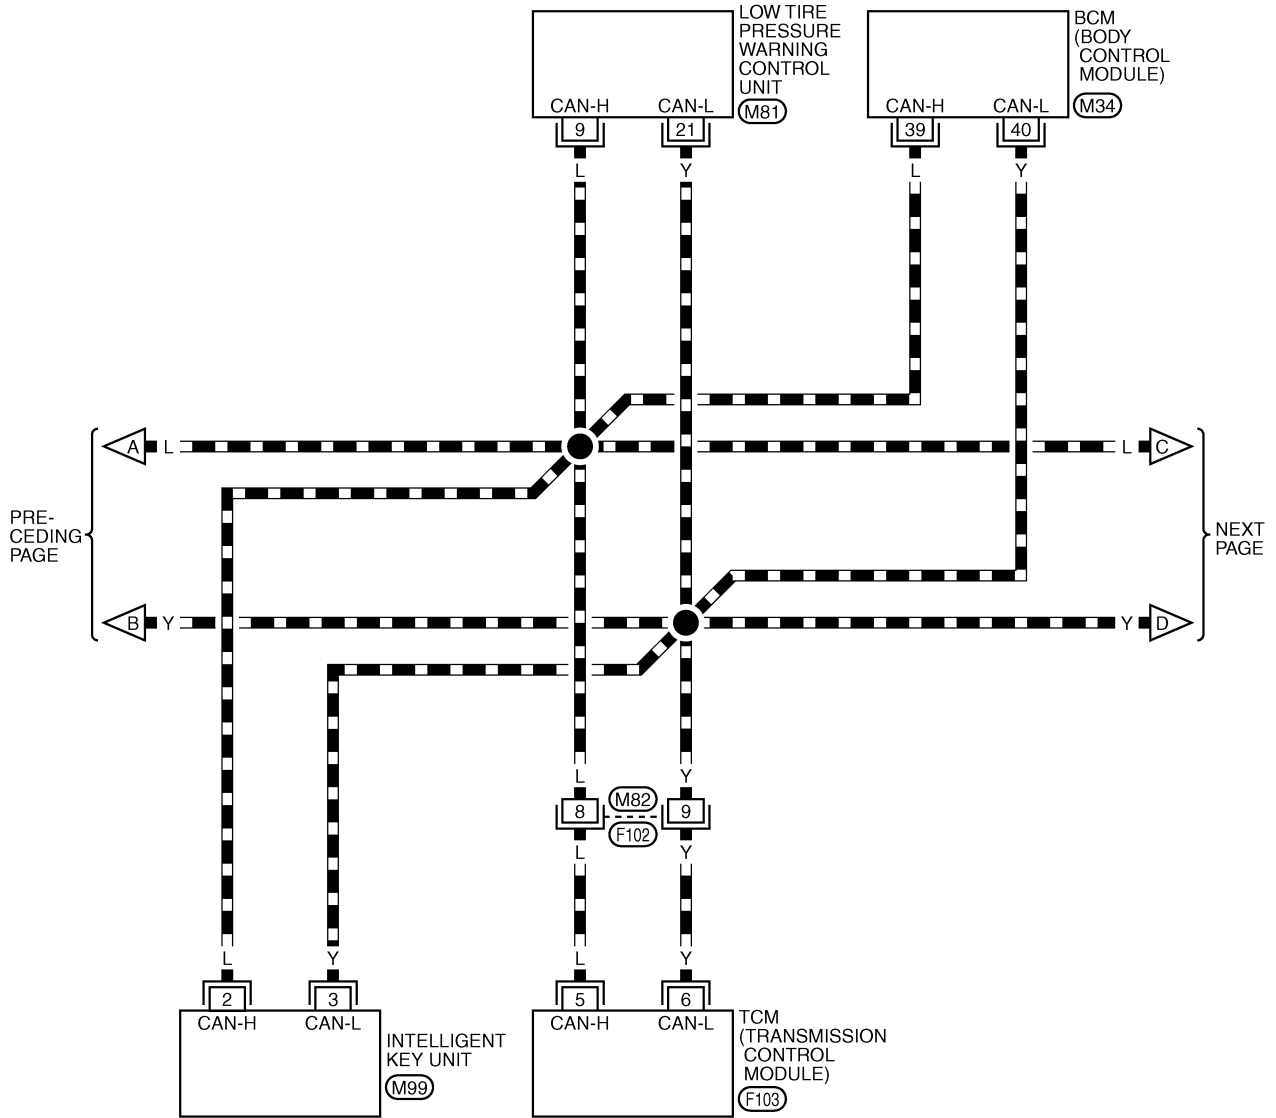 LOW TIRE
PRESSURE
WARNING
CONTROL
UNIT
M81
CAN-H
CAN-L
9
21
L
Y
BCM
(BODY
CONTROL
MODULE)
M34
CAN-H
CAN-L
39
40
L
Y
A
L
L
C
PRE-
CEDING
PAGE
NEXT
PAGE
B
Y
Y
D
L
Y
8
M82
9
F102
L
Y
L
Y
L
Y
2
3
5
6
CAN-H
CAN-L
INTELLIGENT
KEY UNIT
M99
CAN-H
CAN-L
TCM
(TRANSMISSION
CONTROL
MODULE)
F103